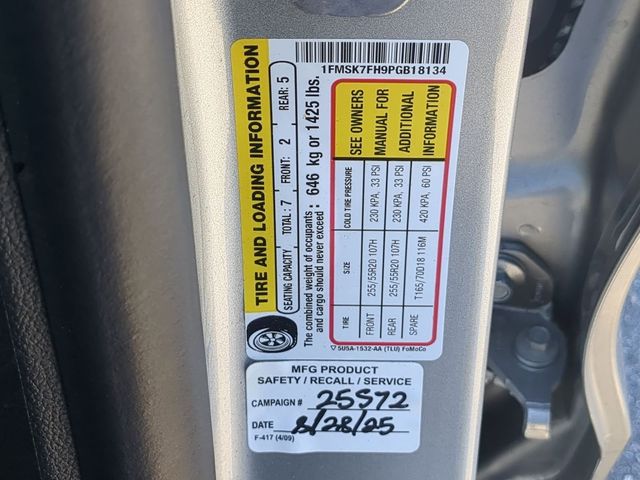 1FMSK7FH9PGB18134
TIRE AND LOADING INFORMATION
SEATING CAPACITY TOTAL: 7 FRONT: 2 REAR: 5
The combined weight of occupants : 646 kg or 1425 lbs.
and cargo should never exceed :
TIRE SIZE COLD TIRE PRESSURE SEE OWNERS
FRONT 255/55R20 107H 230 KPA, 33 PSI MANUAL FOR
REAR 255/55R20 107H 230 KPA, 33 PSI ADDITIONAL
SPARE T165/70D18 116M 420 KPA, 60 PSI INFORMATION
5U5A-1532-AA (TLU) FoMoCo
MFG PRODUCT
SAFETY / RECALL / SERVICE
CAMPAIGN # 25S72
DATE 8/28/25
F-417 (4/09)